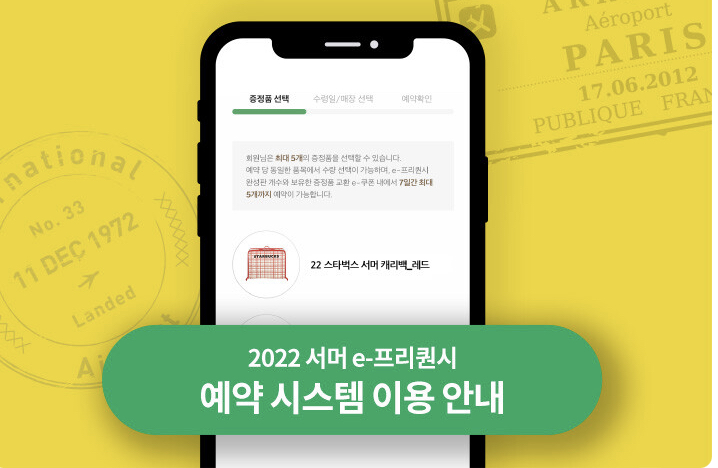 ARR
Aéroport
PARIS
17.06.2012
PUBLIQUE FRAN
national
No. 33
11 DEC 1972
Landed
Ai t
증정품 선택 수령일/매장 선택 예약확인
회원님은 최대 5개의 증정품을 선택할 수 있습니다.
예약 당 동일한 품목에서 수량 선택이 가능하며, e-프리퀀시
완성판 개수와 보유한 증정품 교환 e-쿠폰 내에서 7일간 최대
5개까지 예약이 가능합니다.
STARBUCKS
22 스타벅스 서머 캐리백_레드
2022 서머 e-프리퀀시
예약 시스템 이용 안내